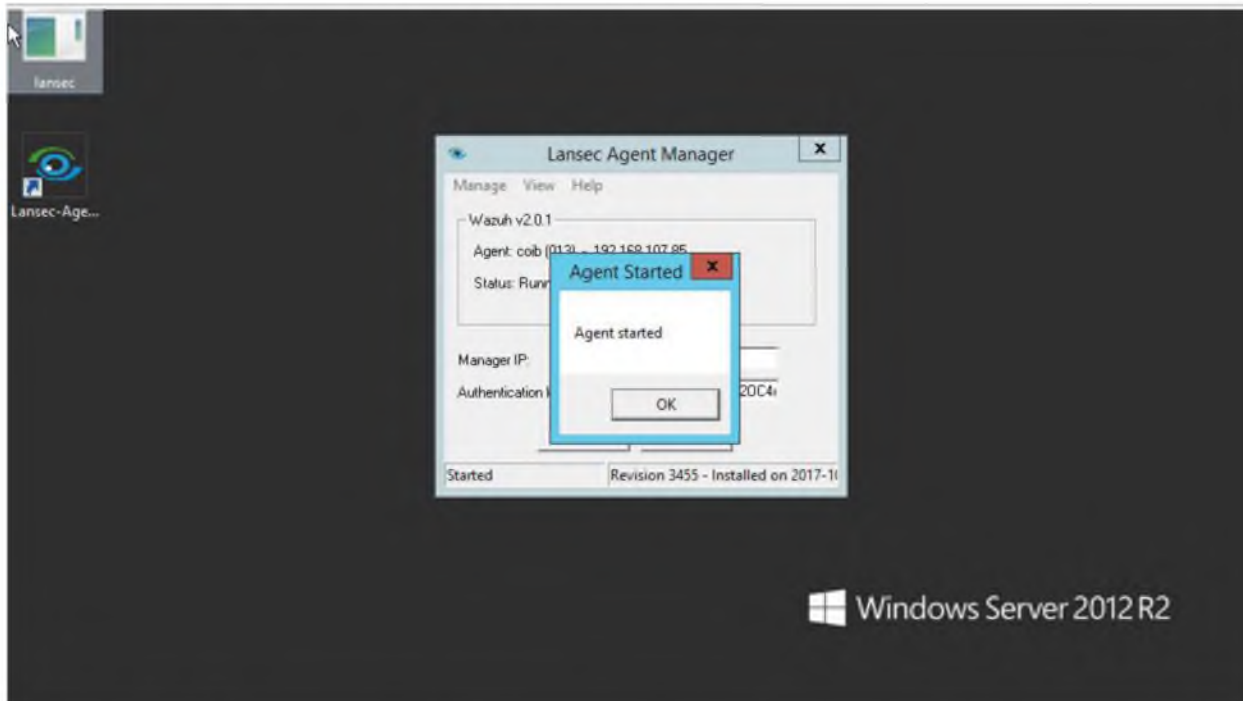 lansec
Lansec-Age...
Lansec Agent Manager
Manage View Help
Wazuh v2.0.1
Agent: coib (013) - 192.168.107.85
Status: Runn
Agent Started
Agent started
OK
Manager IP:
Authentication k
20C4
Started
Revision 3455 - Installed on 2017-10
Windows Server 2012 R2